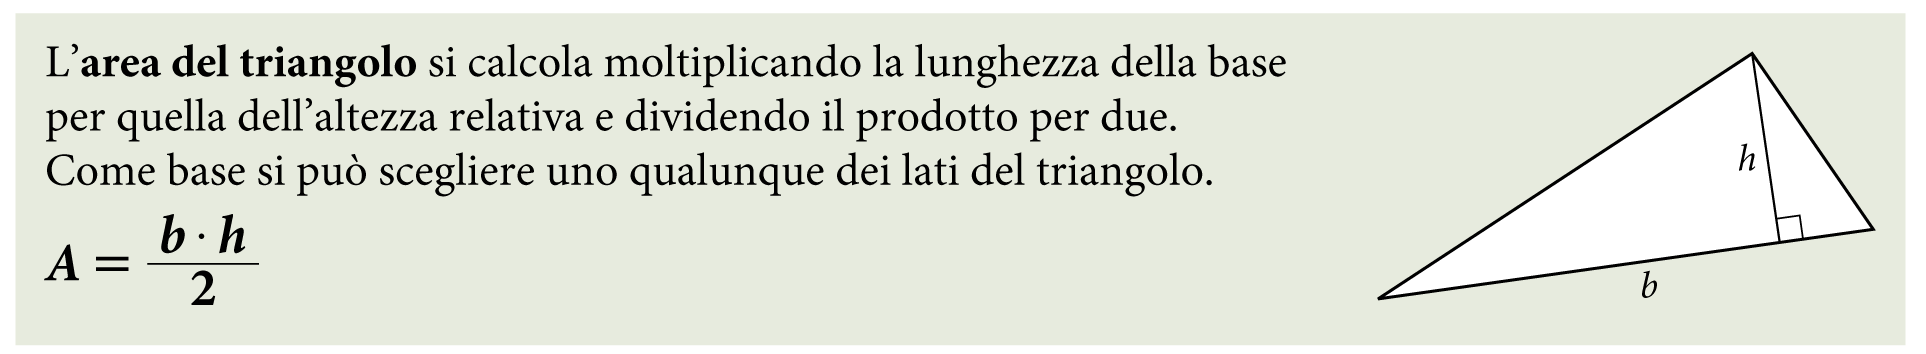 L’area del triangolo si calcola moltiplicando la lunghezza della base
per quella dell’altezza relativa e dividendo il prodotto per due.
Come base si può scegliere uno qualunque dei lati del triangolo.
A = b · h / 2
h
b